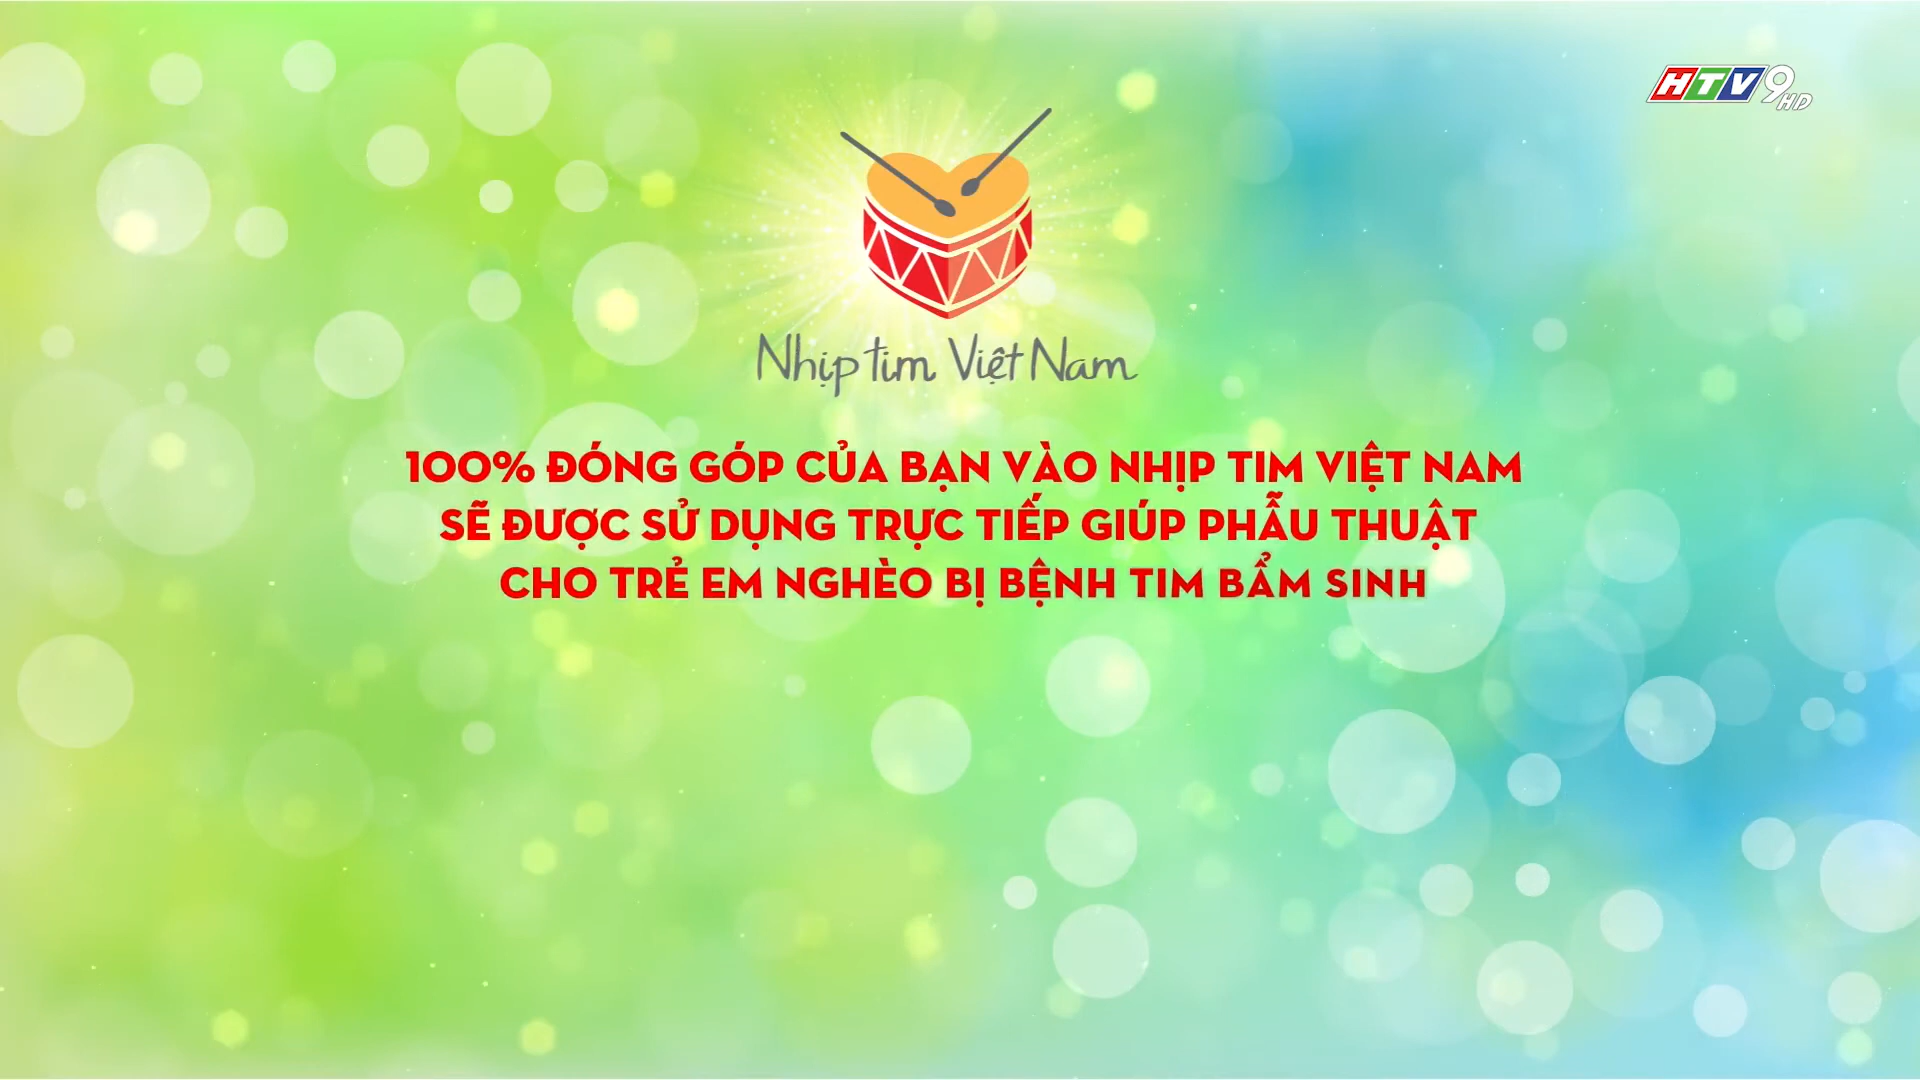 HTV9 HD
Nhịp tim Việt Nam
100% ĐÓNG GÓP CỦA BẠN VÀO NHỊP TIM VIỆT NAM
SẼ ĐƯỢC SỬ DỤNG TRỰC TIẾP GIÚP PHẪU THUẬT
CHO TRẺ EM NGHÈO BỊ BỆNH TIM BẨM SINH